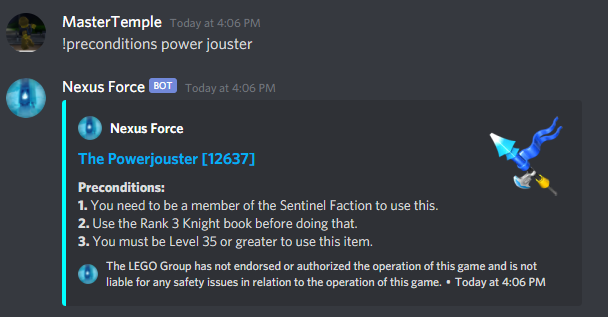 MasterTemple Today at 4:06 PM
!preconditions power jouster
Nexus Force BOT Today at 4:06 PM
Nexus Force
The Powerjouster [12637]
Preconditions:
1. You need to be a member of the Sentinel Faction to use this.
2. Use the Rank 3 Knight book before doing that.
3. You must be Level 35 or greater to use this item.
The LEGO Group has not endorsed or authorized the operation of this game and is not
liable for any safety issues in relation to the operation of this game. • Today at 4:06 PM